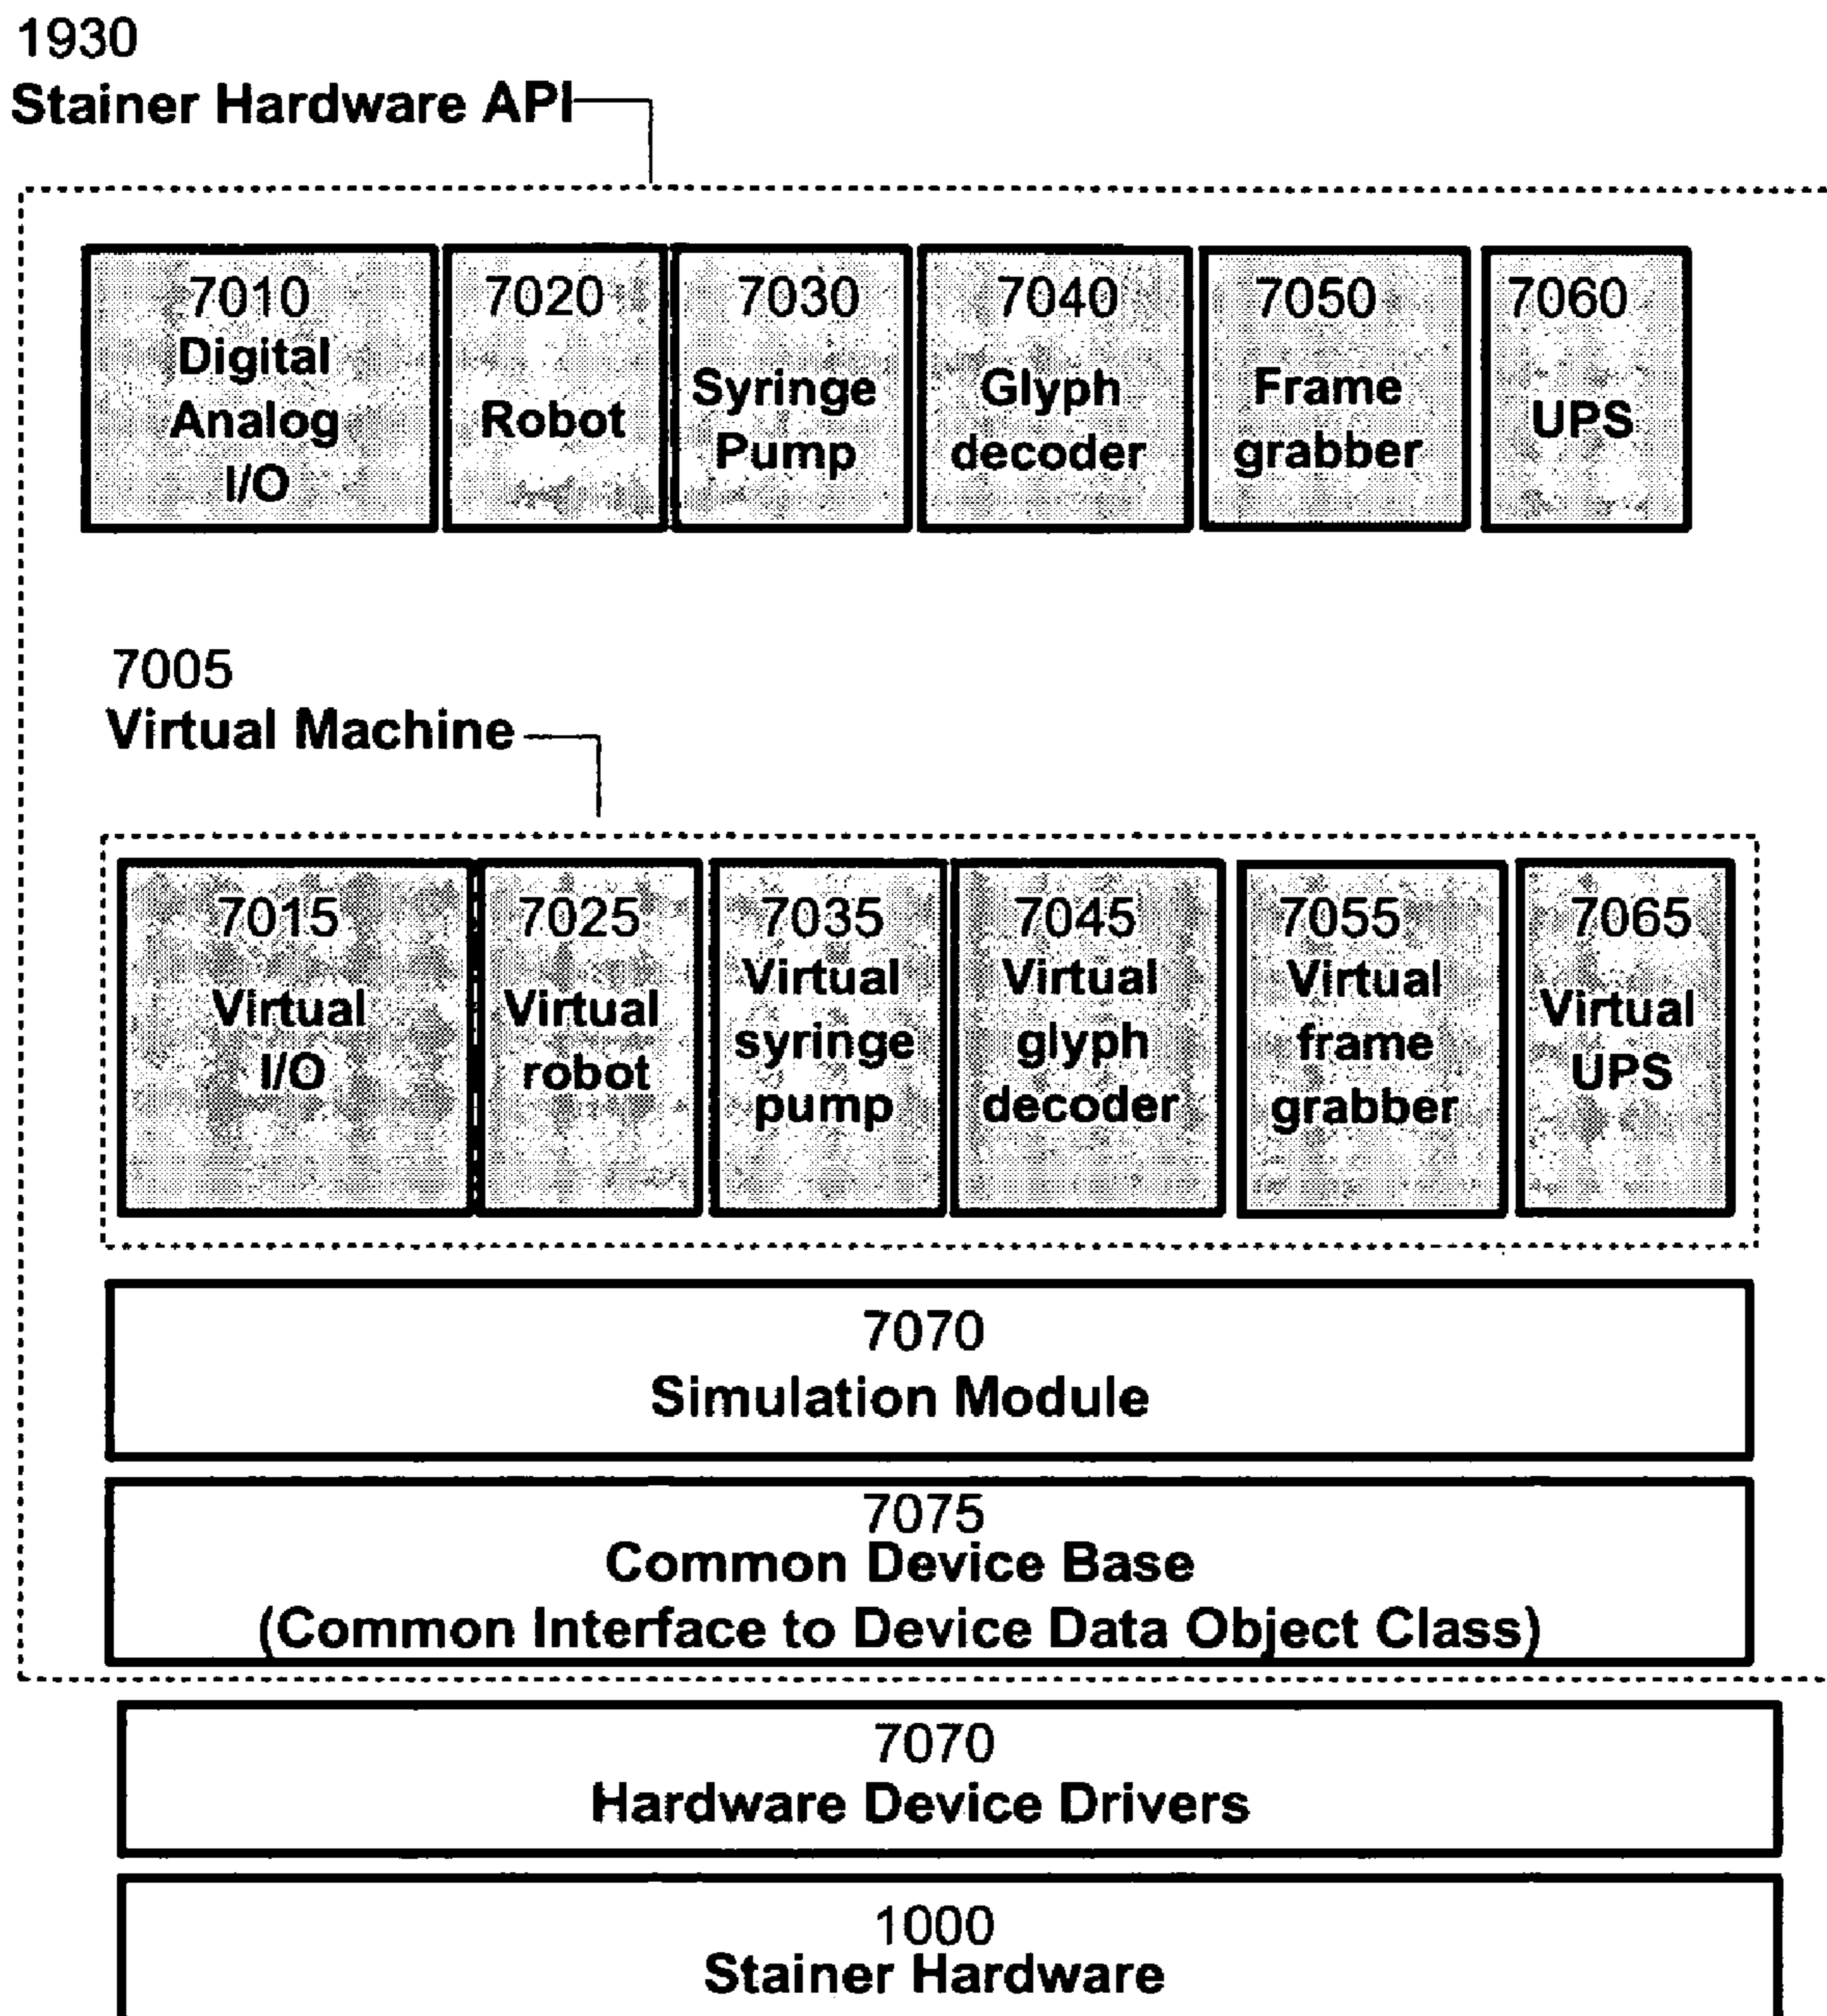 1930
Stainer Hardware API
7010
Digital
Analog
I/O
7020
Robot
7030
Syringe
Pump
7040
Glyph
decoder
7050
Frame
grabber
7060
UPS
7005
Virtual Machine
7015
Virtual
I/O
7025
Virtual
robot
7035
Virtual
syringe
pump
7045
Virtual
glyph
decoder
7055
Virtual
frame
grabber
7065
Virtual
UPS
7070
Simulation Module
7075
Common Device Base
(Common Interface to Device Data Object Class)
7070
Hardware Device Drivers
1000
Stainer Hardware